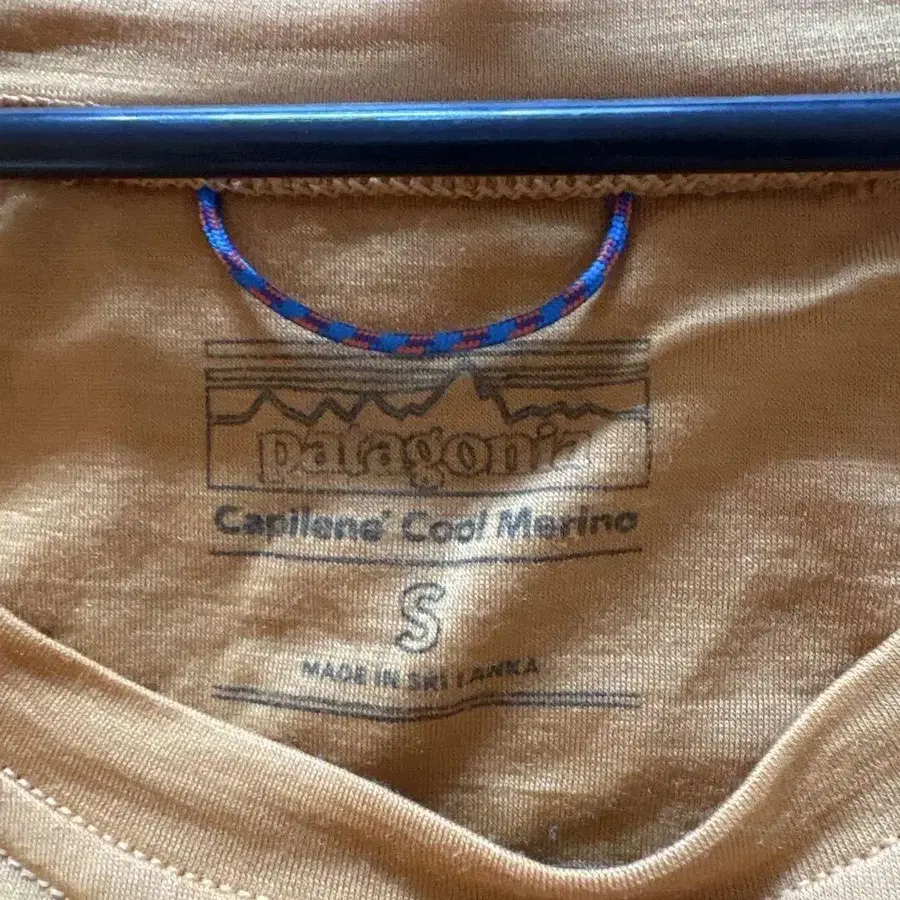 patagonia
Capilene® Cool Merino
S
MADE IN SRI LANKA